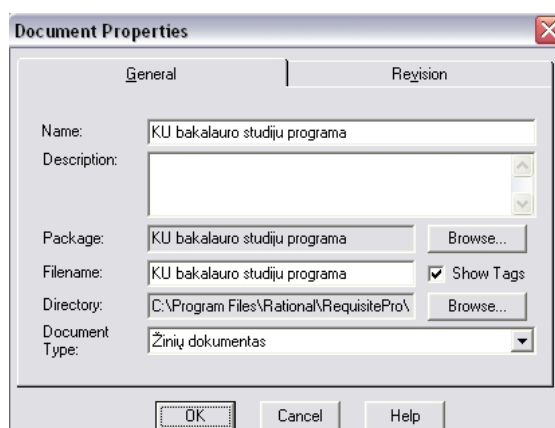 Document Properties
General Revision
Name: KU bakalauro studiju programa
Description:
Package: KU bakalauro studiju programa Browse...
Filename: KU bakalauro studiju programa Show Tags
Directory: C:\Program Files\Rational\RequisitePro\ Browse...
Document
Type: Žinių dokumentas
OK Cancel Help